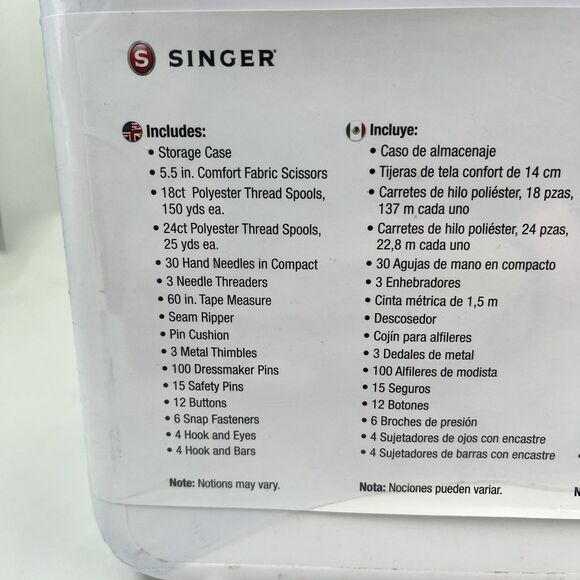 S SINGER®
Includes:
• Storage Case
• 5.5 in. Comfort Fabric Scissors
• 18ct Polyester Thread Spools,
150 yds ea.
• 24ct Polyester Thread Spools,
25 yds ea.
• 30 Hand Needles in Compact
• 3 Needle Threaders
• 60 in. Tape Measure
• Seam Ripper
• Pin Cushion
• 3 Metal Thimbles
• 100 Dressmaker Pins
• 15 Safety Pins
• 12 Buttons
• 6 Snap Fasteners
• 4 Hook and Eyes
• 4 Hook and Bars
Note: Notions may vary.
Incluye:
• Caso de almacenaje
• Tijeras de tela confort de 14 cm
• Carretes de hilo poliéster, 18 pzas,
137 m cada uno
• Carretes de hilo poliéster, 24 pzas,
22,8 m cada uno
• 30 Agujas de mano en compacto
• 3 Enhebradores
• Cinta métrica de 1,5 m
• Descosedor
• Cojín para alfileres
• 3 Dedales de metal
• 100 Alfileres de modista
• 15 Seguros
• 12 Botones
• 6 Broches de presión
• 4 Sujetadores de ojos con encastre
• 4 Sujetadores de barras con encastre
Nota: Nociones pueden variar.